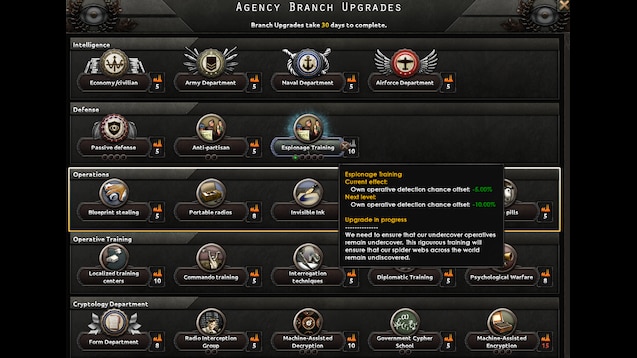 Agency Branch Upgrades
Branch Upgrades take 30 days to complete.
Intelligence
Economy/civilian 5
Army Department 5
Naval Department 5
Airforce Department 5
Defense
Passive defense 5
Anti-partisan 5
Espionage Training 10
Espionage Training
Current effect:
Own operative detection chance offset: -5.00%
Next level:
Own operative detection chance offset: -10.00%
Upgrade in progress
--------------
We need to ensure that our undercover operatives
remain undercover. This rigourous training will
ensure that our spider webs across the world
remain undiscovered.
Operations
Blueprint stealing 5
Portable radios 8
Invisible Ink
pills 5
Operative Training
Localized training
centers 10
Commando training 5
Interrogation
techniques 5
Diplomatic Training 5
Psychological Warfare 8
Cryptology Department
Form Department 8
Radio Interception
Group 5
Machine-Assisted
Decryption 10
Government Cypher
School 5
Machine-Assisted
Encryption 15